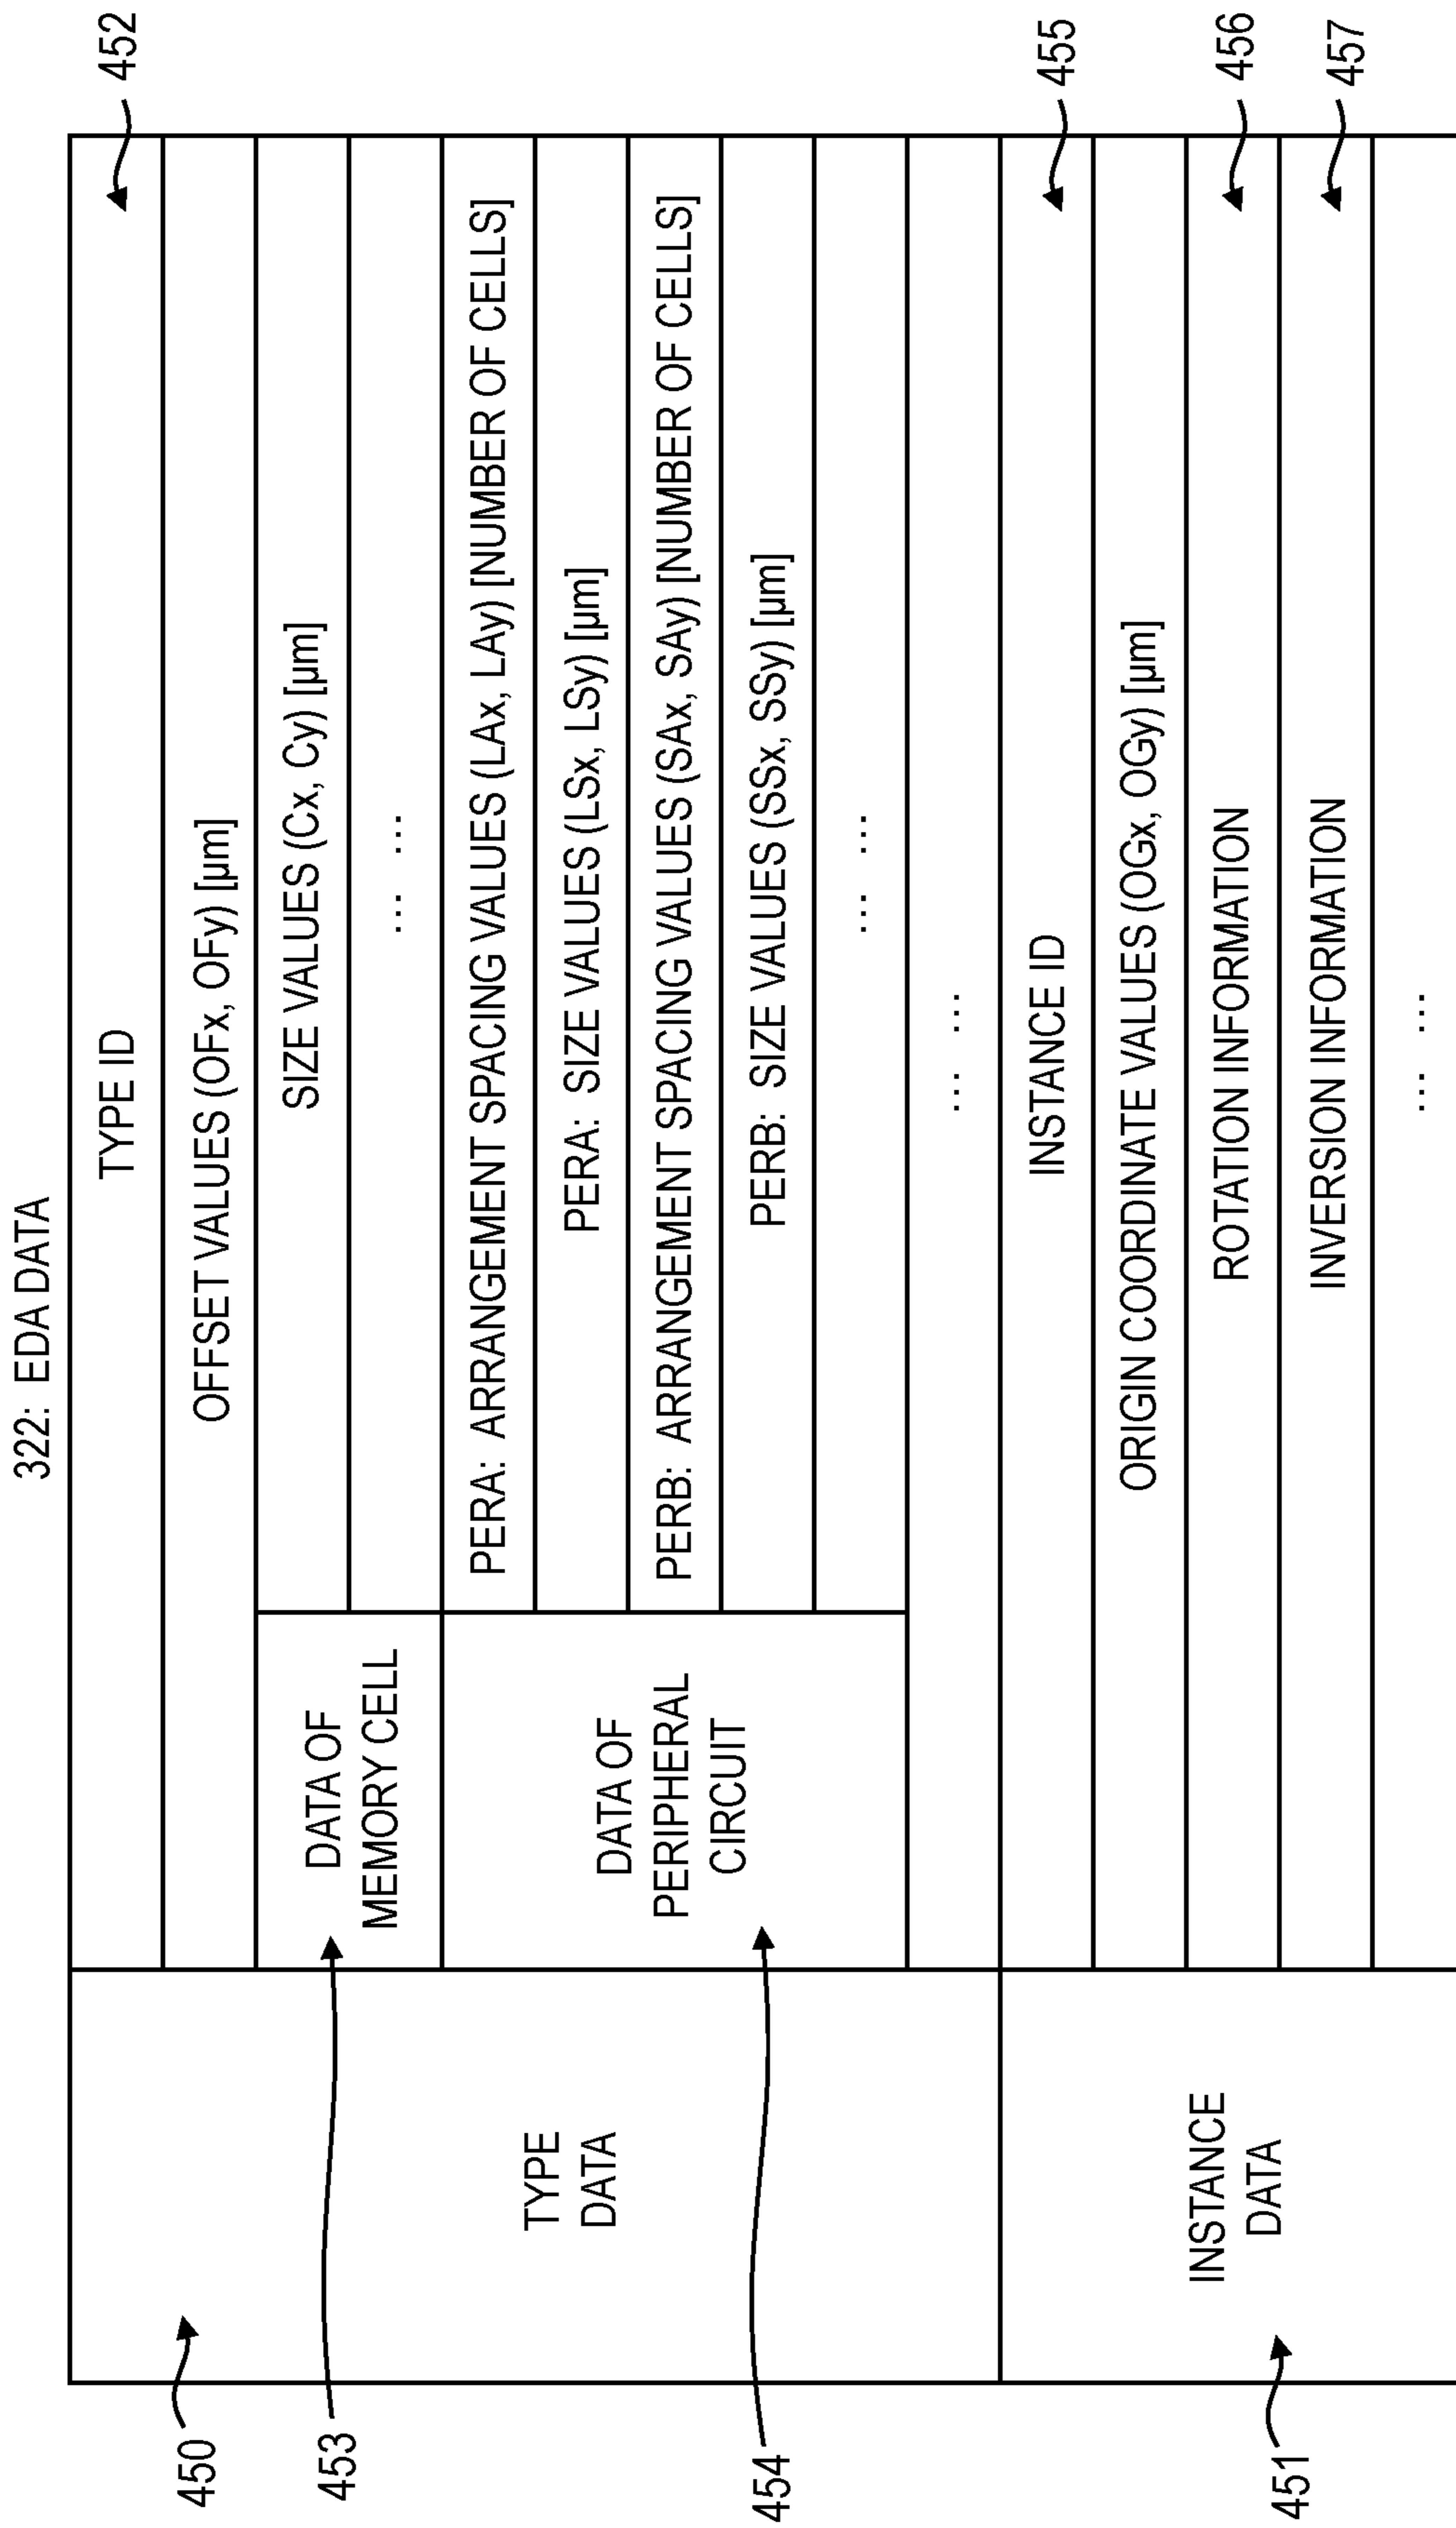 322: EDA DATA
450
TYPE
DATA
TYPE ID
452
OFFSET VALUES (OFx, OFy) [µm]
453
DATA OF
MEMORY CELL
SIZE VALUES (Cx, Cy) [µm]
... ...
454
DATA OF
PERIPHERAL
CIRCUIT
PERA: ARRANGEMENT SPACING VALUES (LAx, LAy) [NUMBER OF CELLS]
PERA: SIZE VALUES (LSx, LSy) [µm]
PERB: ARRANGEMENT SPACING VALUES (SAx, SAy) [NUMBER OF CELLS]
PERB: SIZE VALUES (SSx, SSy) [µm]
... ...
... ...
451
INSTANCE
DATA
INSTANCE ID
455
ORIGIN COORDINATE VALUES (OGx, OGy) [µm]
ROTATION INFORMATION
456
INVERSION INFORMATION
457
... ...